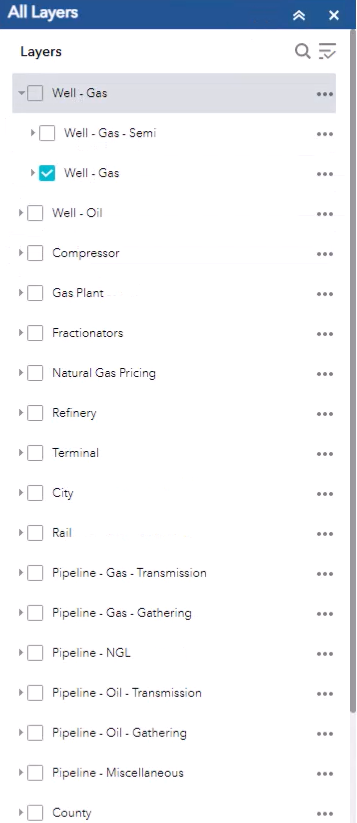 All Layers
Layers
Well - Gas
Well - Gas - Semi
Well - Gas
Well - Oil
Compressor
Gas Plant
Fractionators
Natural Gas Pricing
Refinery
Terminal
City
Rail
Pipeline - Gas - Transmission
Pipeline - Gas - Gathering
Pipeline - NGL
Pipeline - Oil - Transmission
Pipeline - Oil - Gathering
Pipeline - Miscellaneous
County